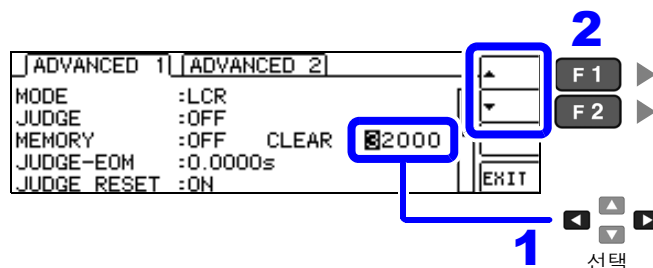 2
ADVANCED 1 ADVANCED 2
MODE :LCR
JUDGE :OFF
MEMORY :OFF CLEAR 32000
JUDGE-EOM :0.0000s
JUDGE RESET :ON
▲
▼
EXIT
F 1
F 2
1
선택